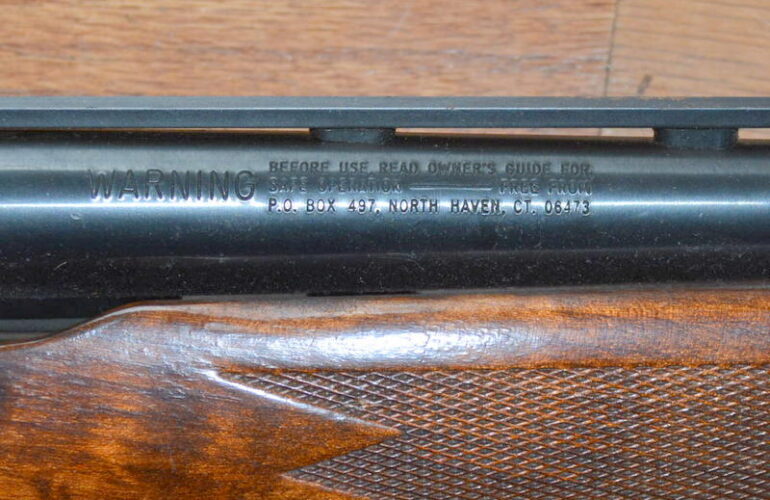 WARNING
BEFORE USE READ OWNER'S GUIDE FOR
SAFE OPERATION ——— FREE FROM
P.O. BOX 497, NORTH HAVEN, CT. 06473